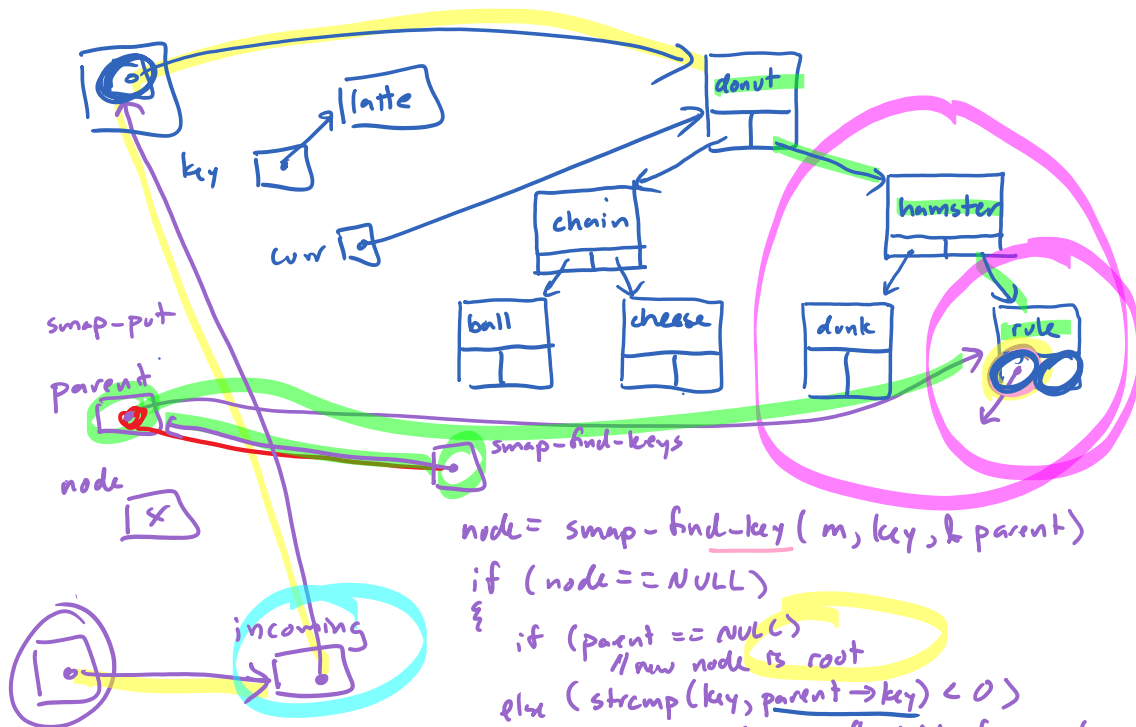 donut
latte
key
hamster
chain
curr
ball
cheese
dunk
rule
smap-put
parent
smap-find-keys
node
node = smap-find-key ( m, key, & parent )
if ( node == NULL )
{
incoming
if ( parent == NULL )
// new node is root
else ( strcmp ( key, parent → key ) < 0 )